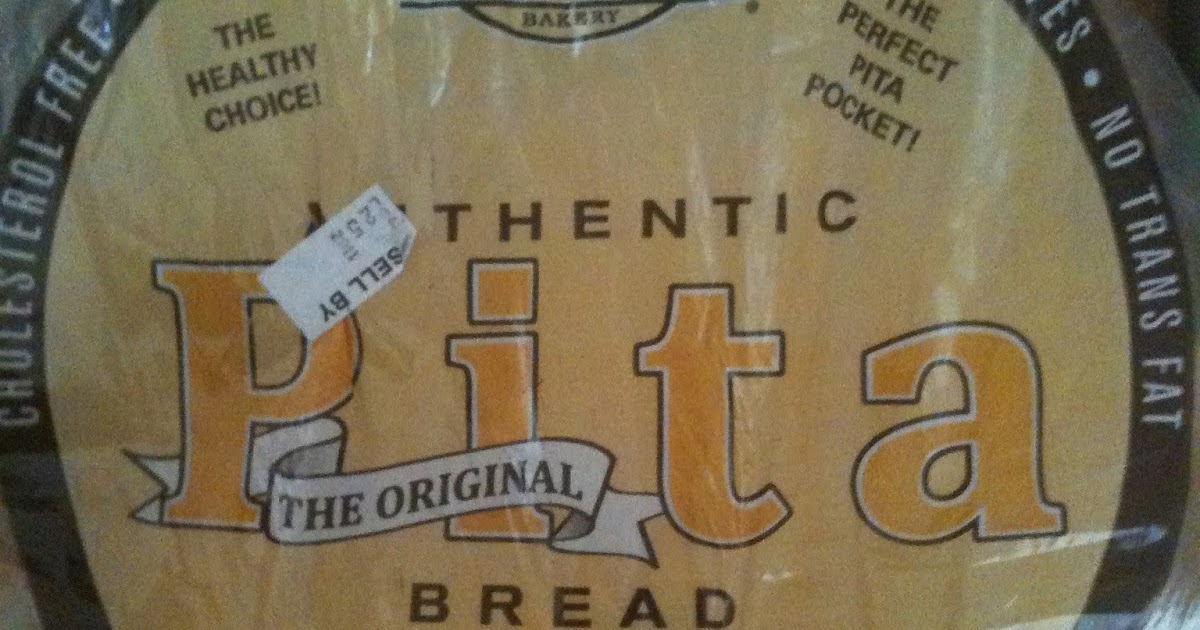 BAKERY
THE
HEALTHY
CHOICE!
THE
PERFECT
PITA
POCKET!
CHOLESTEROL FREE
• NO TRANS FAT
AUTHENTIC
SELL BY
Pita
THE ORIGINAL
BREAD